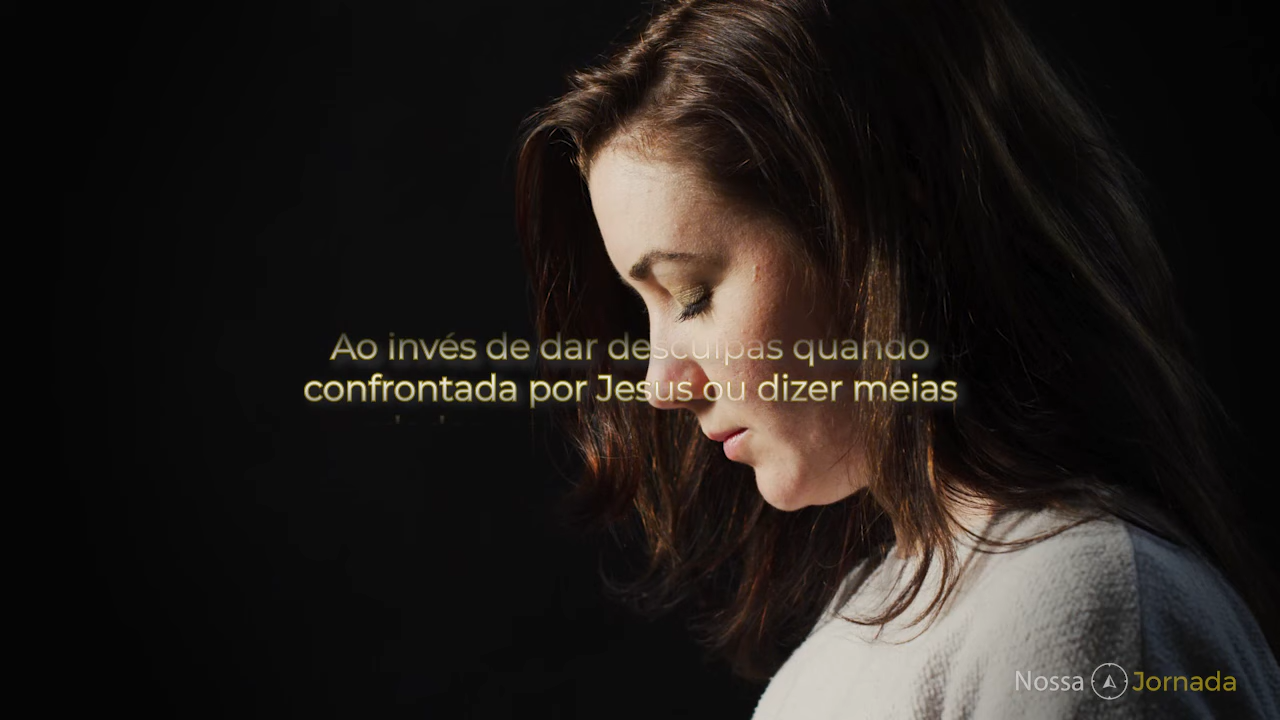 Ao invés de dar desculpas quando
confrontada por Jesus ou dizer meias
Nossa Jornada